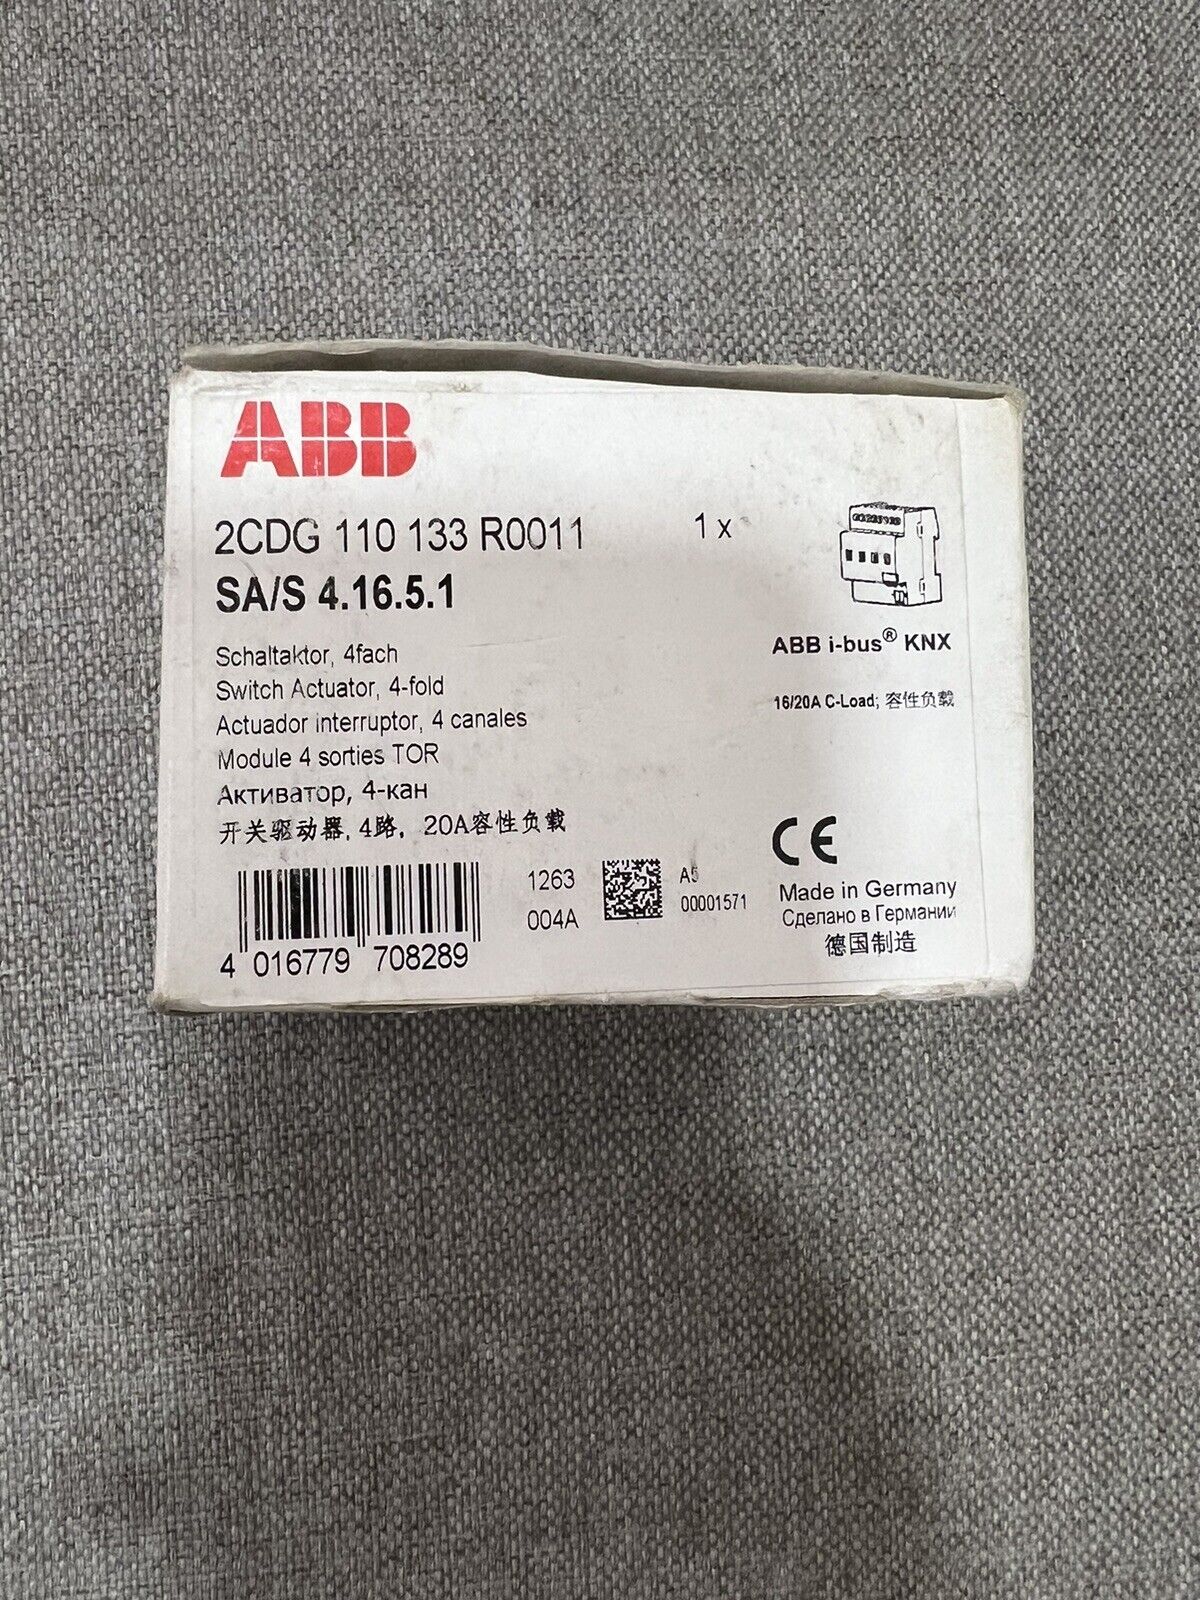 ABB
2CDG 110 133 R0011
1 x
SA/S 4.16.5.1
Schaltaktor, 4fach
Switch Actuator, 4-fold
Actuador interruptor, 4 canales
Module 4 sorties TOR
Активатор, 4-кан
开关驱动器, 4路, 20A容性负载
ABB i-bus® KNX
16/20A C-Load; 容性负载
4 016779 708289
1263
004A
A5
00001571
CE
Made in Germany
Сделано в Германии
德国制造